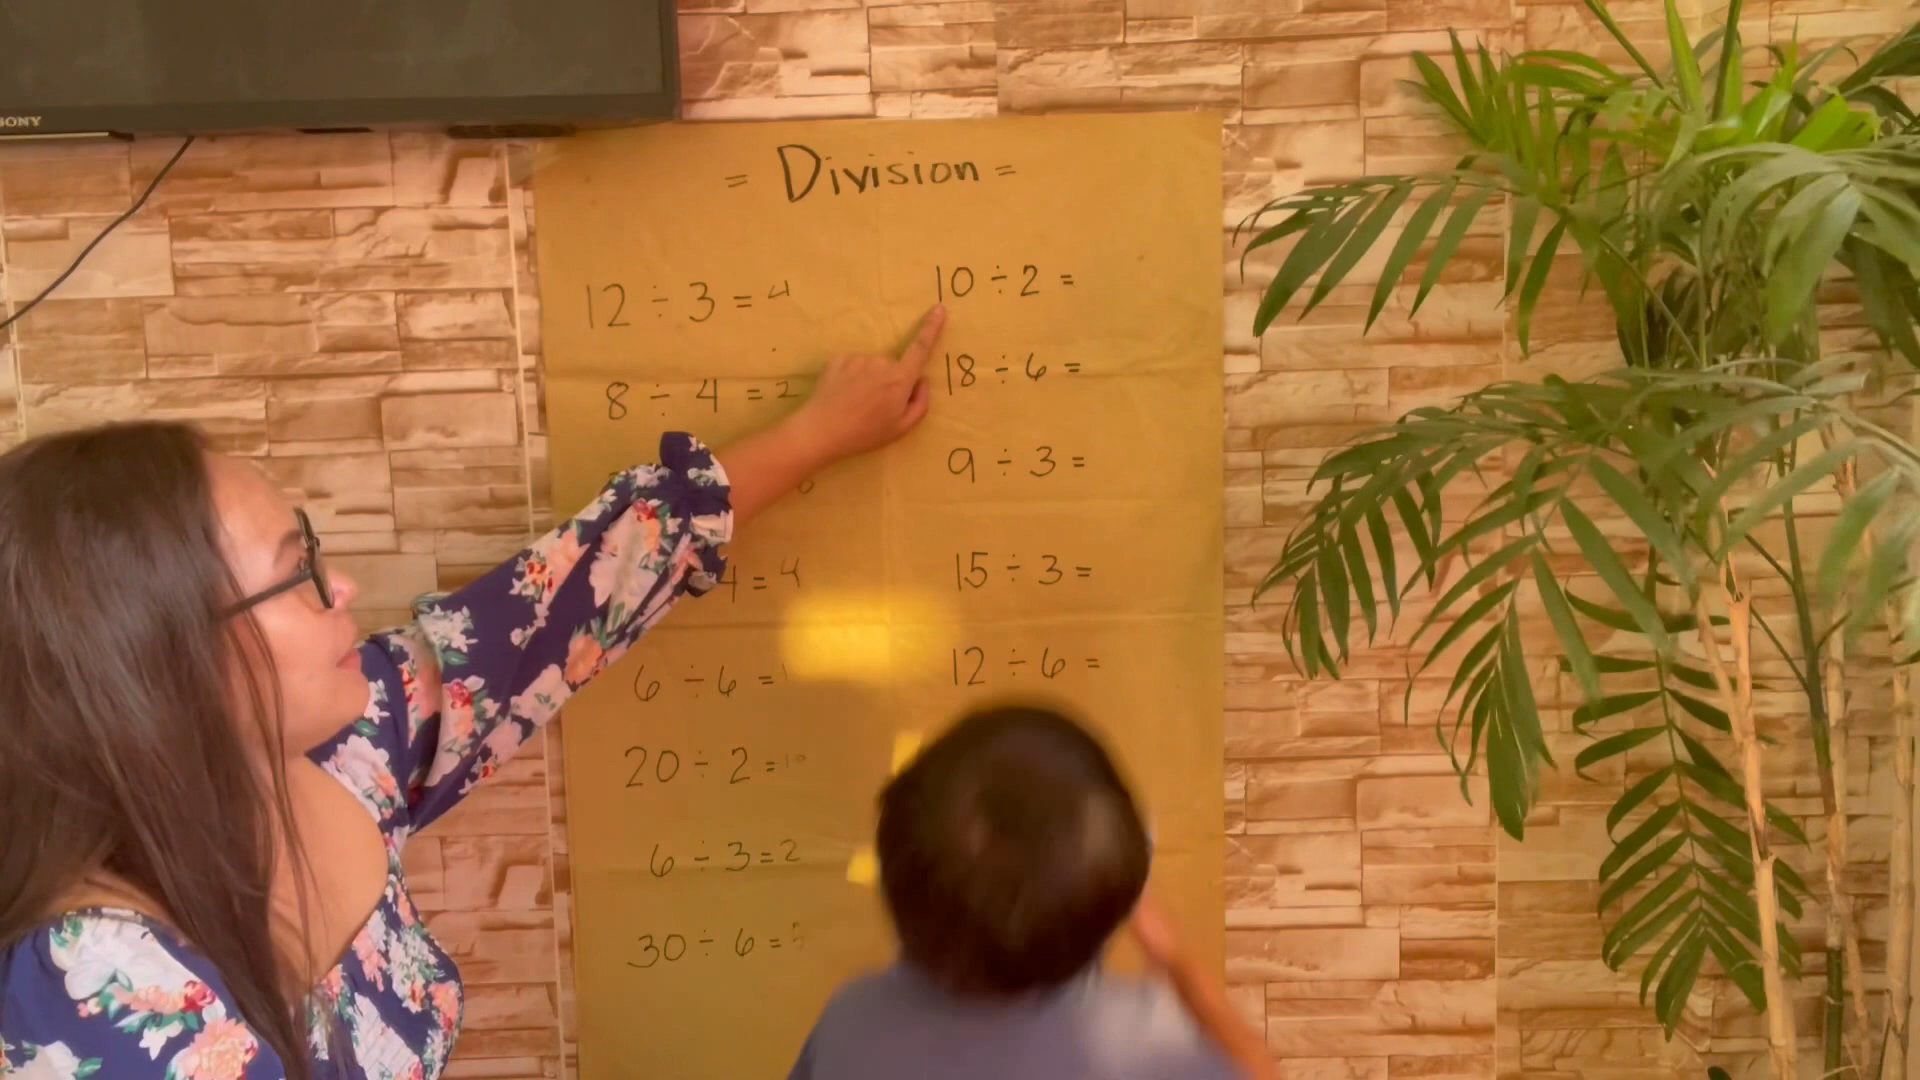 SONY
= Division =
12 ÷ 3 = 4
8 ÷ 4 = 2
4 = 4
6 ÷ 6 = 1
20 ÷ 2 = 10
6 ÷ 3 = 2
30 ÷ 6 = 5
10 ÷ 2 =
18 ÷ 6 =
9 ÷ 3 =
15 ÷ 3 =
12 ÷ 6 =